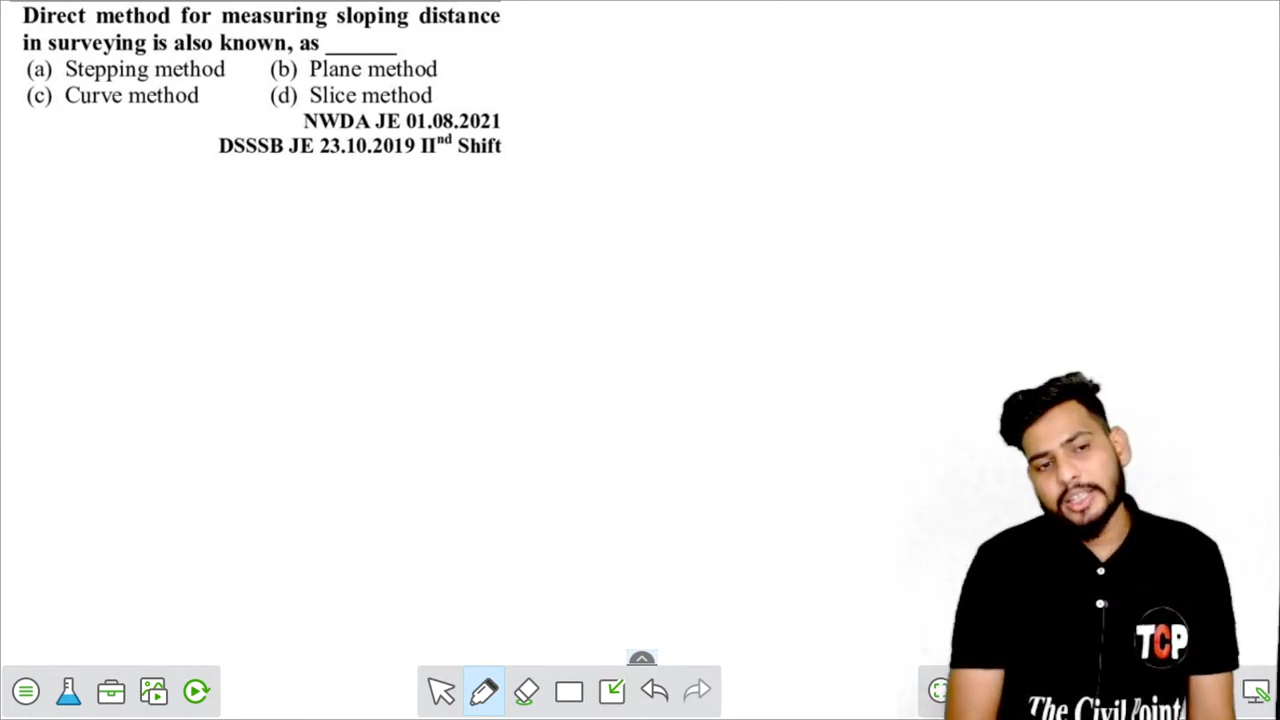 Direct method for measuring sloping distance
in surveying is also known, as ______
(a) Stepping method (b) Plane method
(c) Curve method (d) Slice method
NWDA JE 01.08.2021
DSSSB JE 23.10.2019 IInd Shift
TCP
The Civil Point